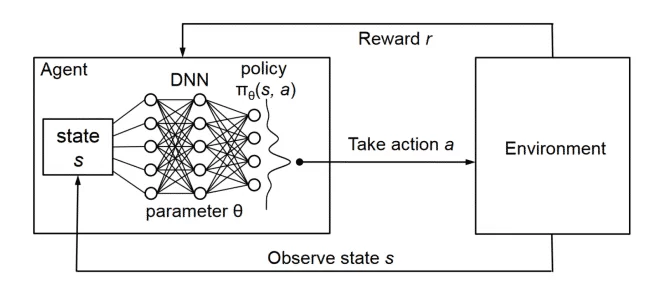 Reward r
Agent
DNN
policy
πθ(s, a)
state
s
Take action a
Environment
parameter θ
Observe state s